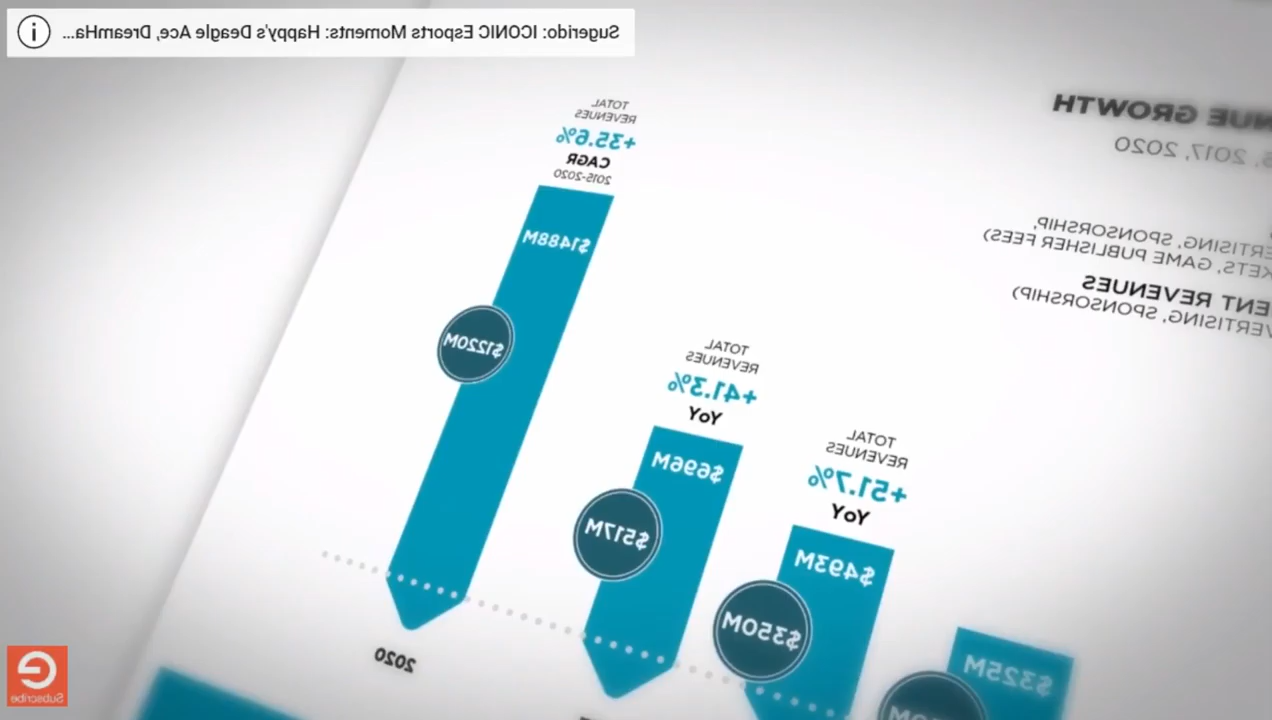 Sugerido: ICONIC Esports Moments: Happy's Deagle Ace, DreamHa...
NUE GROWTH
5, 2017, 2020
ERTISING, SPONSORSHIP,
KETS, GAME PUBLISHER FEES)
ENT REVENUES
VERTISING, SPONSORSHIP)
TOTAL
REVENUES
+35.6%
CAGR
2015-2020
$1488M
$1220M
2020
TOTAL
REVENUES
+41.3%
YoY
$696M
$517M
TOTAL
REVENUES
+51.7%
YoY
$493M
$350M
$325M
Subscribe